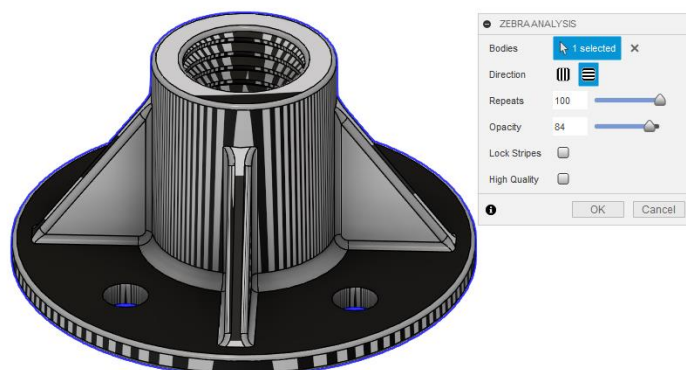 ZEBRA ANALYSIS
Bodies 1 selected
Direction
Repeats 100
Opacity 84
Lock Stripes
High Quality
OK Cancel